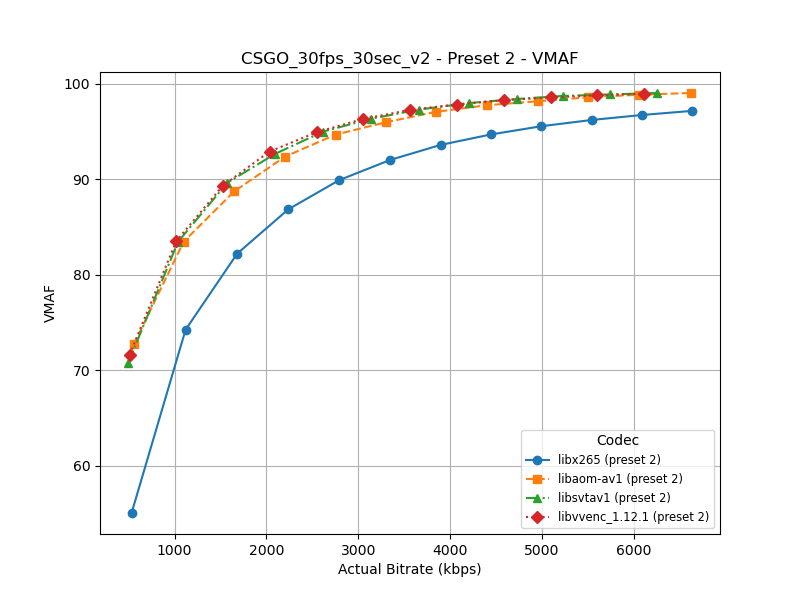 CSGO_30fps_30sec_v2 - Preset 2 - VMAF
100
90
80
70
60
VMAF
1000 2000 3000 4000 5000 6000
Actual Bitrate (kbps)
Codec
libx265 (preset 2)
libaom-av1 (preset 2)
libsvtav1 (preset 2)
libvvenc_1.12.1 (preset 2)